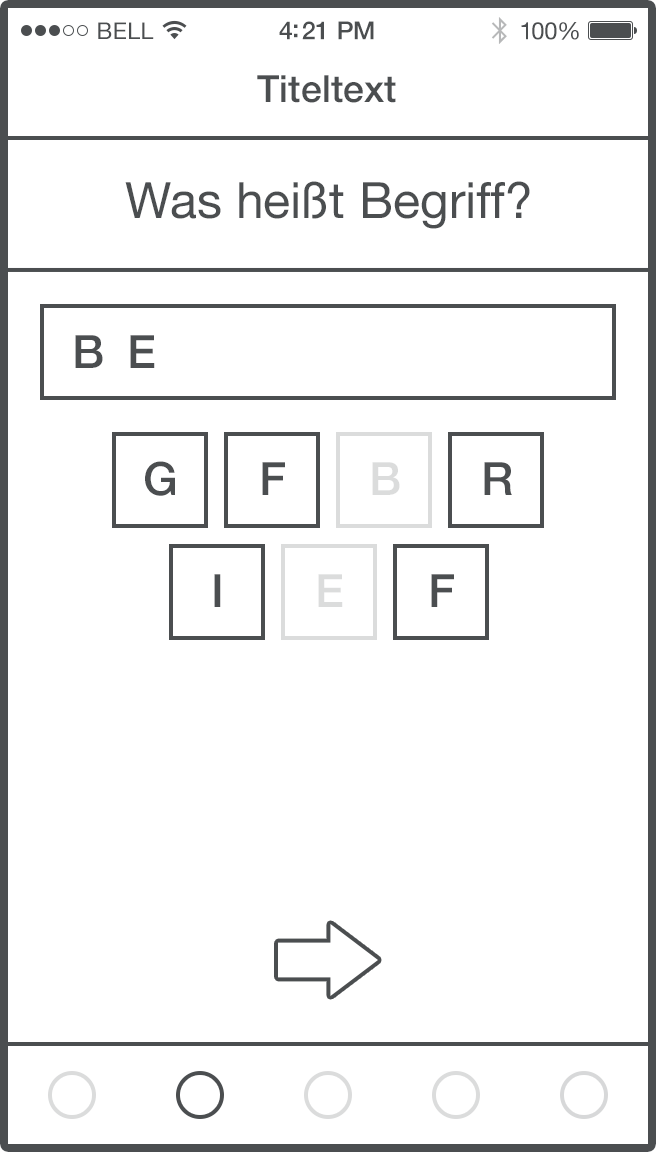 BELL 4:21 PM 100%
Titeltext
Was heißt Begriff?
B E
G F B R
I E F